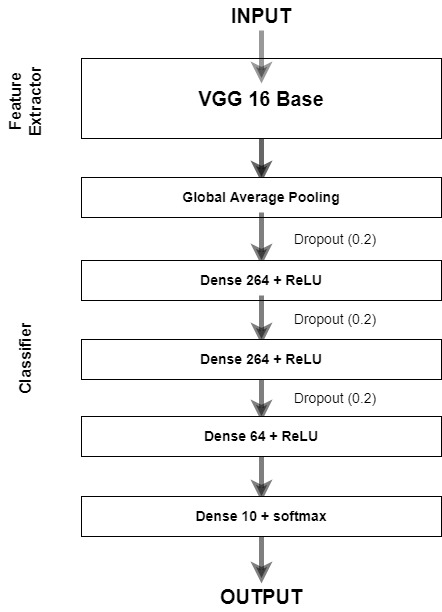 INPUT
Feature
Extractor
VGG 16 Base
Global Average Pooling
Dropout (0.2)
Dense 264 + ReLU
Dropout (0.2)
Classifier
Dense 264 + ReLU
Dropout (0.2)
Dense 64 + ReLU
Dense 10 + softmax
OUTPUT